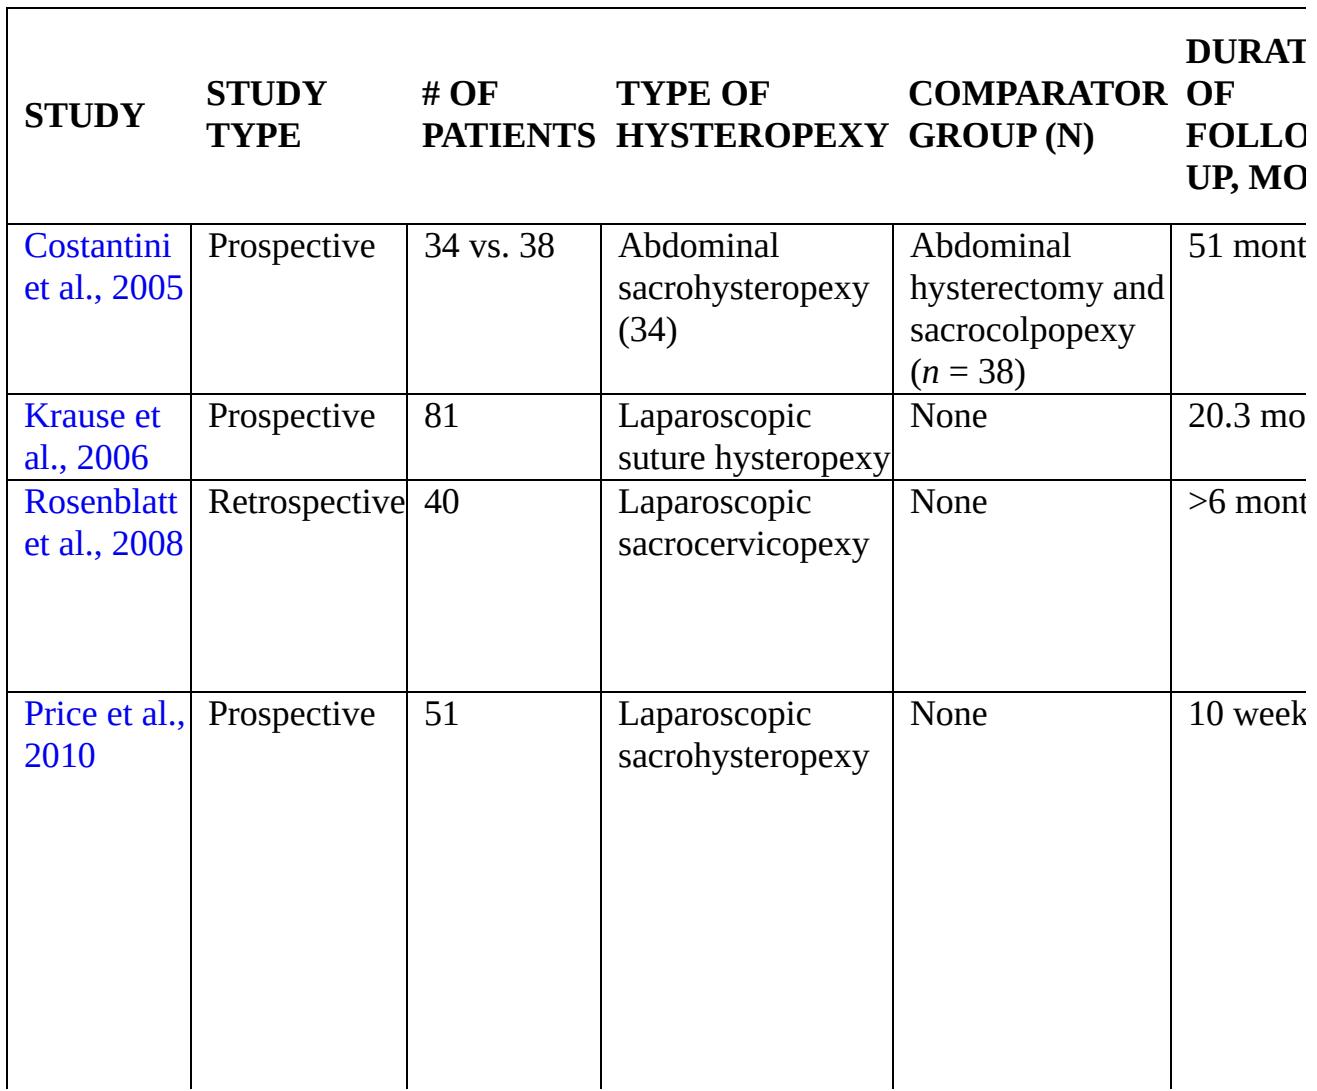 STUDY
STUDY TYPE
# OF PATIENTS
TYPE OF HYSTEROPEXY
COMPARATOR GROUP (N)
DURAT
OF
FOLLO
UP, MO
Costantini
et al., 2005
Prospective
34 vs. 38
Abdominal
sacrohysteropexy
(34)
Abdominal
hysterectomy and
sacrocolpopexy
(n = 38)
51 mont
Krause et
al., 2006
Prospective
81
Laparoscopic
suture hysteropexy
None
20.3 mo
Rosenblatt
et al., 2008
Retrospective
40
Laparoscopic
sacrocervicopexy
None
>6 mont
Price et al.,
2010
Prospective
51
Laparoscopic
sacrohysteropexy
None
10 week